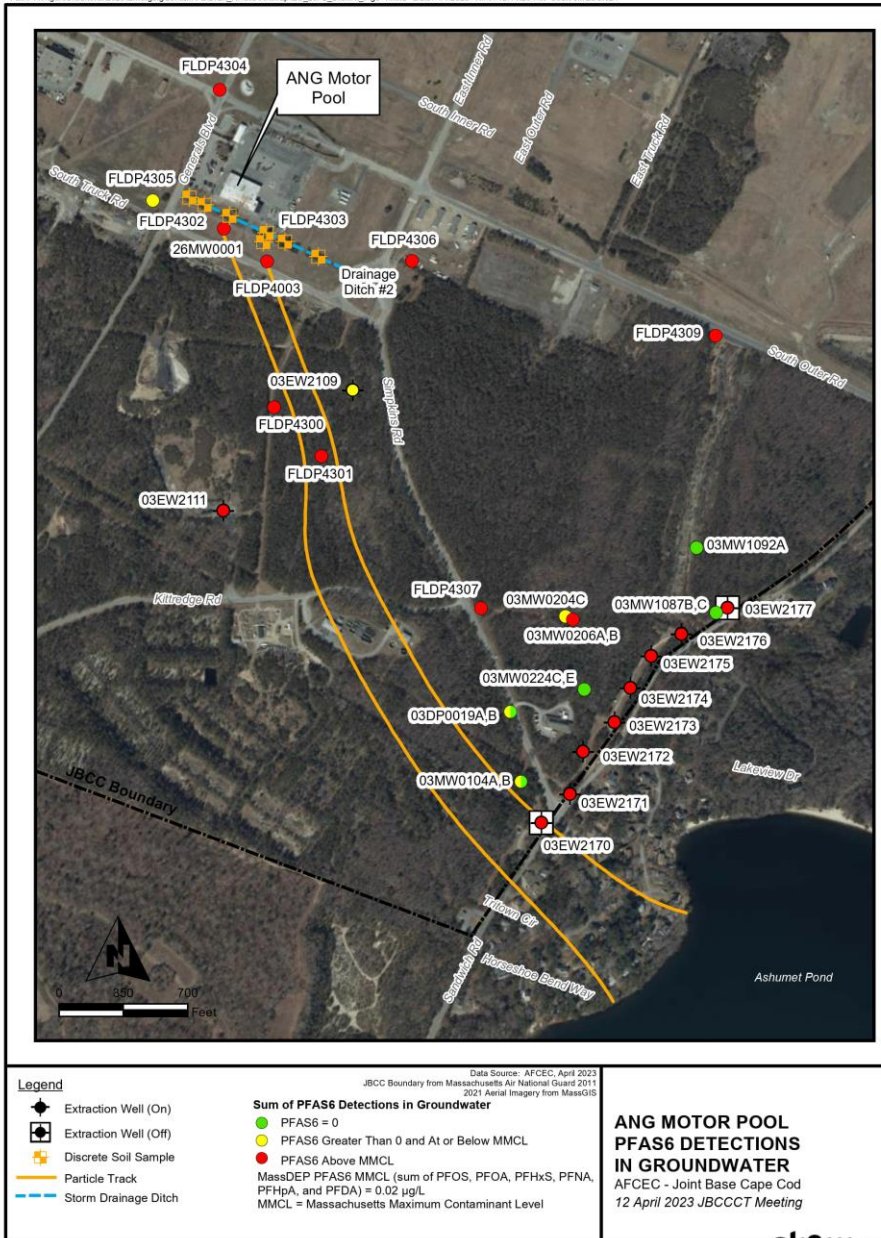 FLDP4304
ANG Motor
Pool
East Inner Rd
South Inner Rd
East Outer Rd
East Truck Rd
Generals Blvd
South Truck Rd
FLDP4305
FLDP4302
FLDP4303
26MW0001
FLDP4306
FLDP4003
Drainage
Ditch #2
FLDP4309
South Outer Rd
03EW2109
Simpkins Rd
FLDP4300
FLDP4301
03EW2111
03MW1092A
Kittredge Rd
FLDP4307
03MW0204C
03MW1087B,C
03EW2177
03MW0206A,B
03EW2176
03EW2175
03MW0224C,E
03EW2174
03DP0019A,B
03EW2173
03EW2172
Lakeview Dr
JBCC Boundary
03MW0104A,B
03EW2171
03EW2170
Tritown Cir
Sandwich Rd
Horseshoe Bend Way
Ashumet Pond
N
0 350 700
Feet
Legend
Extraction Well (On)
Extraction Well (Off)
Discrete Soil Sample
Particle Track
Storm Drainage Ditch
Data Source: AFCEC, April 2023
JBCC Boundary from Massachusetts Air National Guard 2011
2021 Aerial Imagery from MassGIS
Sum of PFAS6 Detections in Groundwater
PFAS6 = 0
PFAS6 Greater Than 0 and At or Below MMCL
PFAS6 Above MMCL
MassDEP PFAS6 MMCL (sum of PFOS, PFOA, PFHxS, PFNA,
PFHpA, and PFDA) = 0.02 µg/L
MMCL = Massachusetts Maximum Contaminant Level
ANG MOTOR POOL
PFAS6 DETECTIONS
IN GROUNDWATER
AFCEC - Joint Base Cape Cod
12 April 2023 JBCCCT Meeting